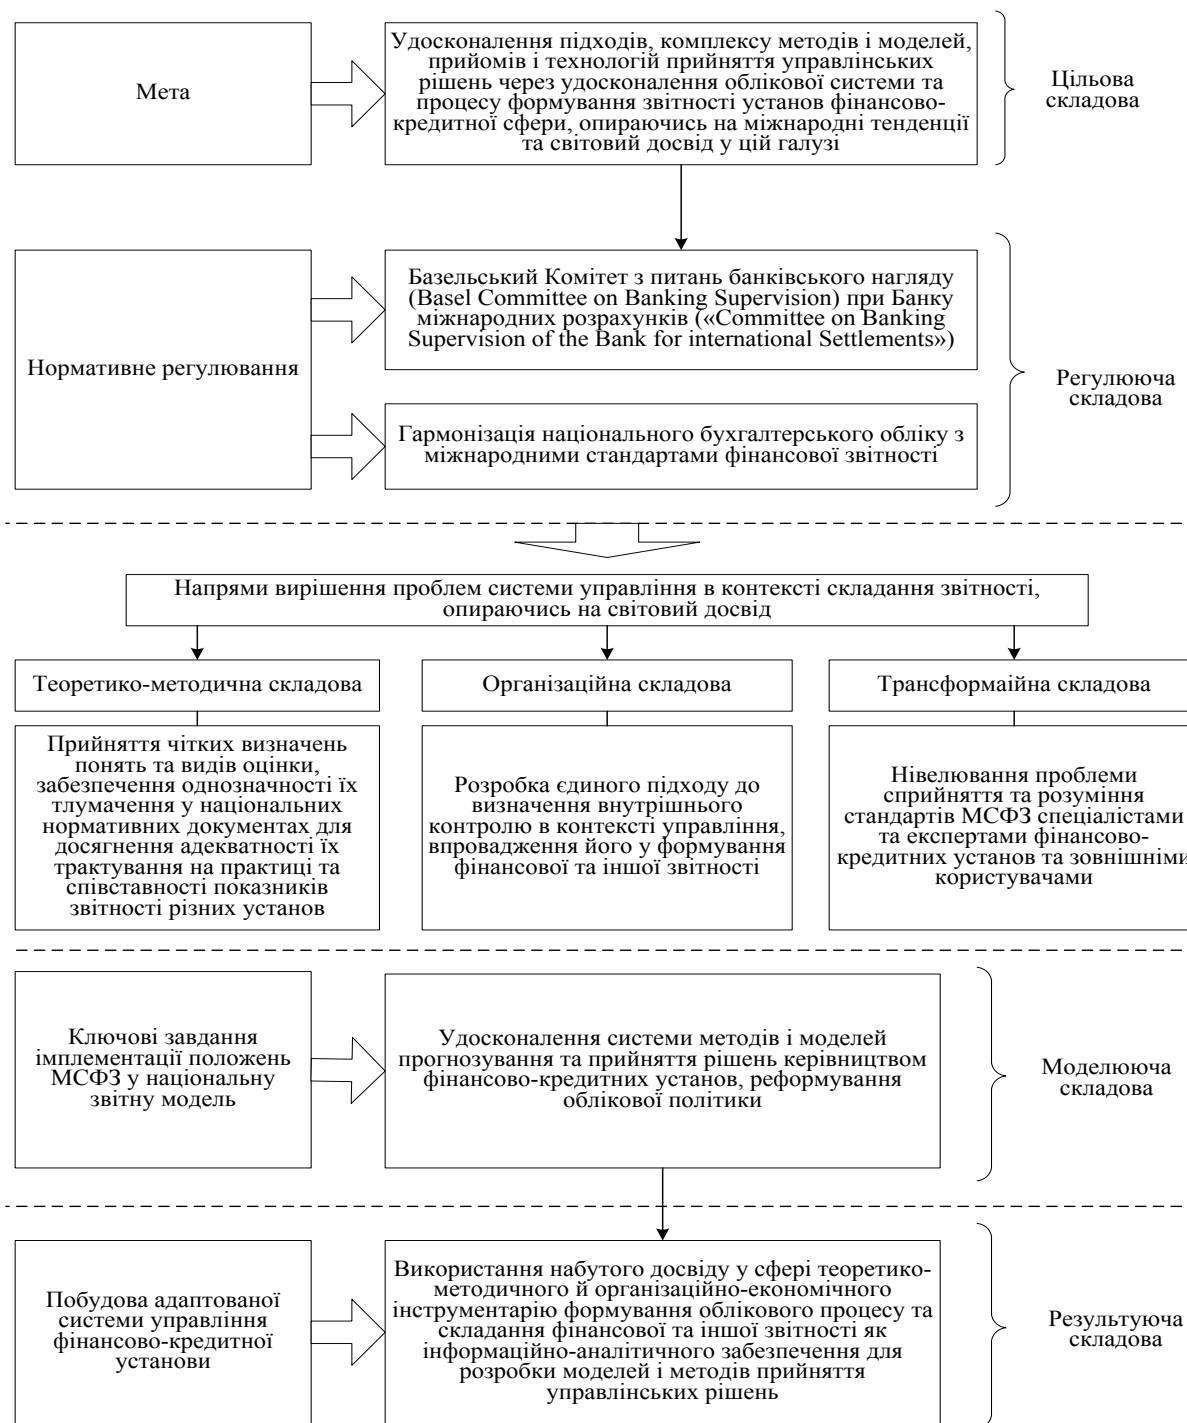 Мета
Удосконалення підходів, комплексу методів і моделей,
прийомів і технологій прийняття управлінських
рішень через удосконалення облікової системи та
процесу формування звітності установ фінансово-
кредитної сфери, опираючись на міжнародні тенденції
та світовий досвід у цій галузі
Цільова
складова
Нормативне регулювання
Базельський Комітет з питань банківського нагляду
(Basel Committee on Banking Supervision) при Банку
міжнародних розрахунків («Committee on Banking
Supervision of the Bank for international Settlements»)
Гармонізація національного бухгалтерського обліку з
міжнародними стандартами фінансової звітності
Регулююча
складова
Напрями вирішення проблем системи управління в контексті складання звітності,
опираючись на світовий досвід
Теоретико-методична складова
Прийняття чітких визначень
понять та видів оцінки,
забезпечення однозначності їх
тлумачення у національних
нормативних документах для
досягнення адекватності їх
трактування на практиці та
співставності показників
звітності різних установ
Організаційна складова
Розробка єдиного підходу до
визначення внутрішнього
контролю в контексті управління,
впровадження його у формування
фінансової та іншої звітності
Трансформаійна складова
Нівелювання проблеми
сприйняття та розуміння
стандартів МСФЗ спеціалістами
та експертами фінансово-
кредитних установ та зовнішніми
користувачами
Ключові завдання
імплементації положень
МСФЗ у національну
звітну модель
Удосконалення системи методів і моделей
прогнозування та прийняття рішень керівництвом
фінансово-кредитних установ, реформування
облікової політики
Моделююча
складова
Побудова адаптованої
системи управління
фінансово-кредитної
установи
Використання набутого досвіду у сфері теоретико-
методичного й організаційно-економічного
інструментарію формування облікового процесу та
складання фінансової та іншої звітності як
інформаційно-аналітичного забезпечення для
розробки моделей і методів прийняття
управлінських рішень
Результуюча
складова